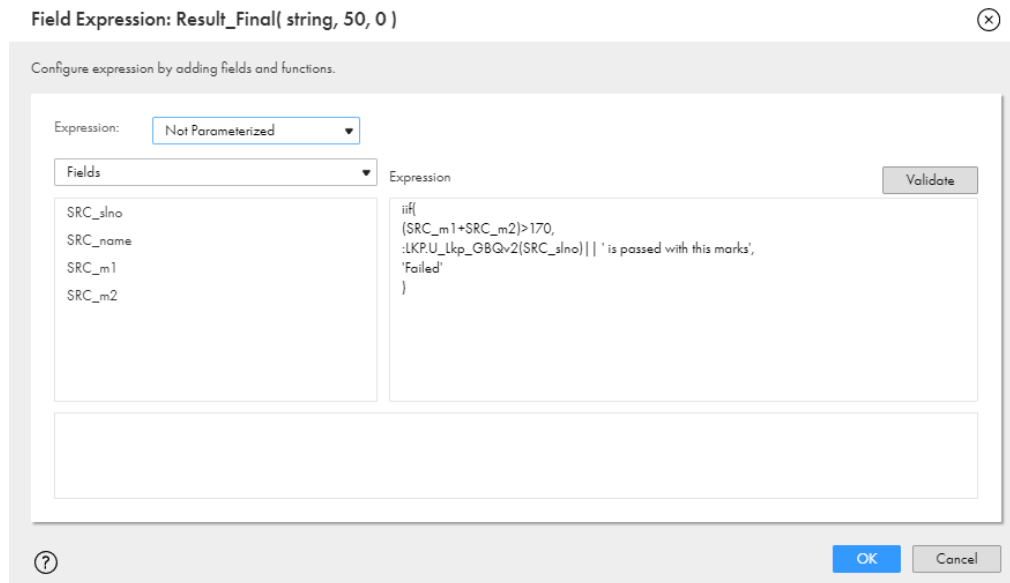 Field Expression: Result_Final( string, 50, 0 )
Configure expression by adding fields and functions.
Expression:
Not Parameterized
Fields
Expression
Validate
SRC_slno
SRC_name
SRC_m1
SRC_m2
iif(
(SRC_m1+SRC_m2)>170,
:LKP.U_Lkp_GBQv2(SRC_slno)|| ' is passed with this marks',
'Failed'
)
?
OK
Cancel